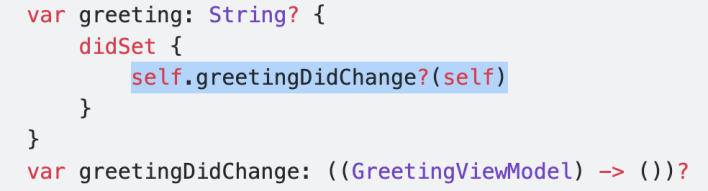 var greeting: String? {
didSet {
self.greetingDidChange?(self)
}
}
var greetingDidChange: ((GreetingViewModel) -> ())?